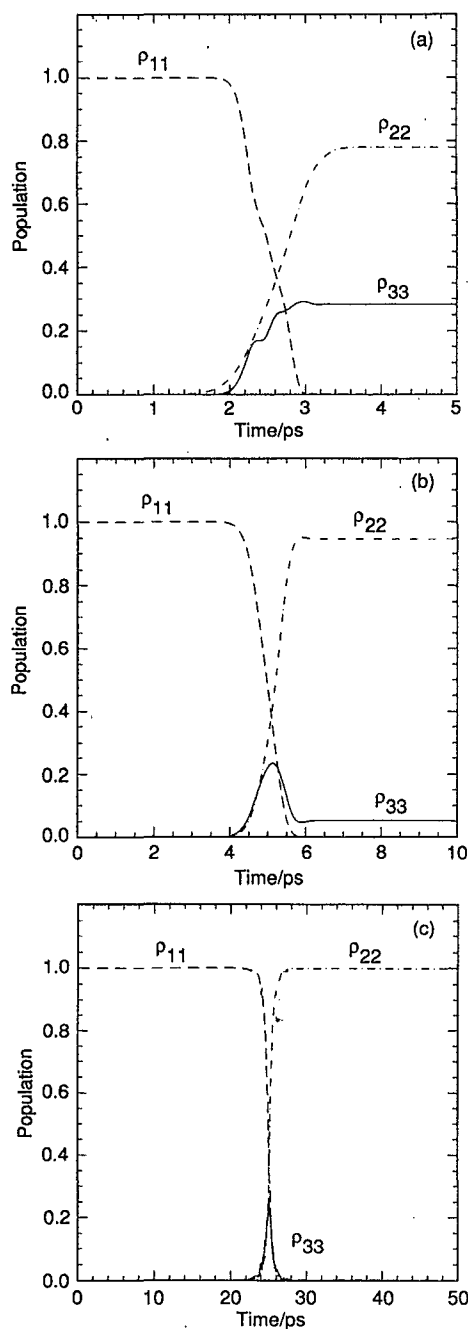 (a)
ρ11
1.0
ρ22
0.8
Population
0.6
0.4
ρ33
0.2
0.0
0 1 2 3 4 5
Time/ps
(b)
ρ11 ρ22
1.0
0.8
Population
0.6
0.4
0.2
ρ33
0.0
0 2 4 6 8 10
Time/ps
(c)
ρ11 ρ22
1.0
0.8
Population
0.6
0.4
0.2
ρ33
0.0
0 10 20 30 40 50
Time/ps